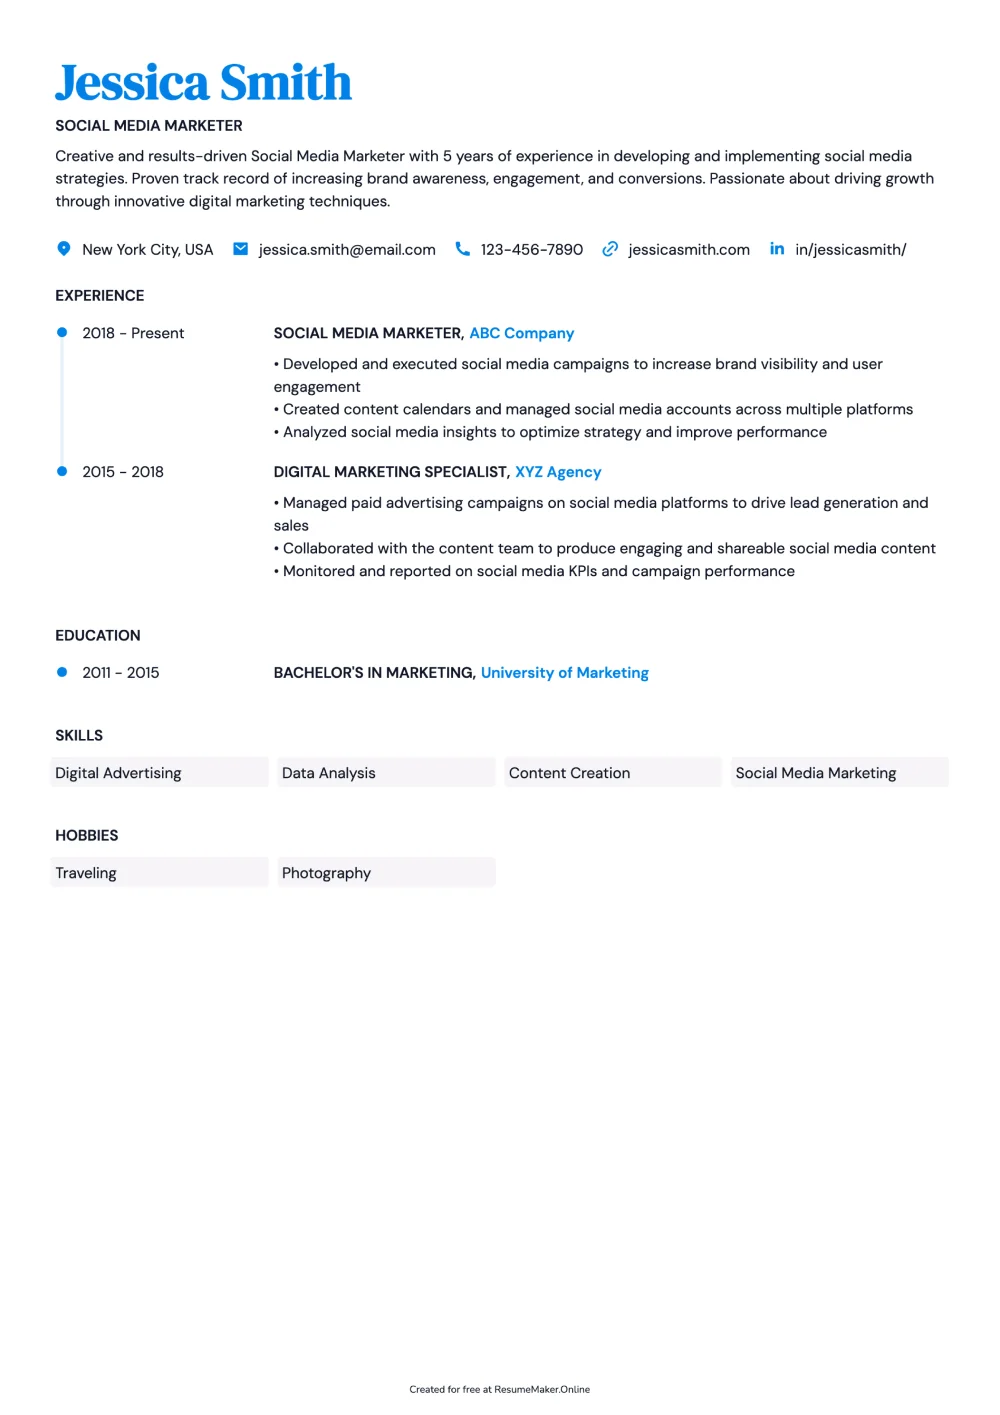 Jessica Smith
SOCIAL MEDIA MARKETER
Creative and results-driven Social Media Marketer with 5 years of experience in developing and implementing social media
strategies. Proven track record of increasing brand awareness, engagement, and conversions. Passionate about driving growth
through innovative digital marketing techniques.
New York City, USA jessica.smith@email.com 123-456-7890 jessicasmith.com in in/jessicasmith/
EXPERIENCE
2018 - Present SOCIAL MEDIA MARKETER, ABC Company
• Developed and executed social media campaigns to increase brand visibility and user
engagement
• Created content calendars and managed social media accounts across multiple platforms
• Analyzed social media insights to optimize strategy and improve performance
2015 - 2018 DIGITAL MARKETING SPECIALIST, XYZ Agency
• Managed paid advertising campaigns on social media platforms to drive lead generation and
sales
• Collaborated with the content team to produce engaging and shareable social media content
• Monitored and reported on social media KPIs and campaign performance
EDUCATION
2011 - 2015 BACHELOR'S IN MARKETING, University of Marketing
SKILLS
Digital Advertising Data Analysis Content Creation Social Media Marketing
HOBBIES
Traveling Photography
Created for free at ResumeMaker.Online